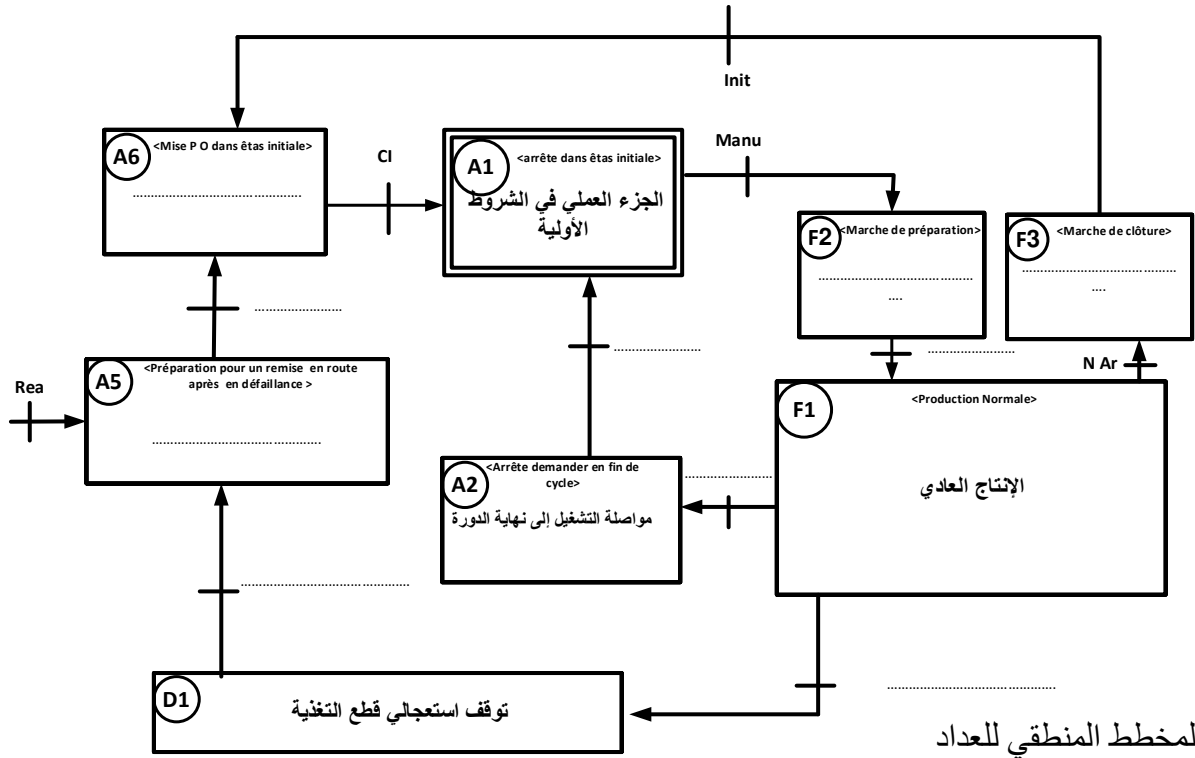 Init
A6
<Mise P O dans êtas initiale>
..............................................
CI
A1
<arrête dans êtas initiale>
الجزء العملي في الشروط
الأولية
Manu
F2
<Marche de préparation>
..........................................
....
F3
<Marche de clôture>
..........................................
....
........................
........................
........................
N Ar
Rea
A5
<Préparation pour un remise en route
après en défaillance >
..............................................
F1
<Production Normale>
الإنتاج العادي
A2
<Arrête demander en fin de
cycle>
مواصلة التشغيل إلى نهاية الدورة
........................
..............................................
D1
توقف استعجالي قطع التغذية
..............................................
لمخطط المنطقي للعداد